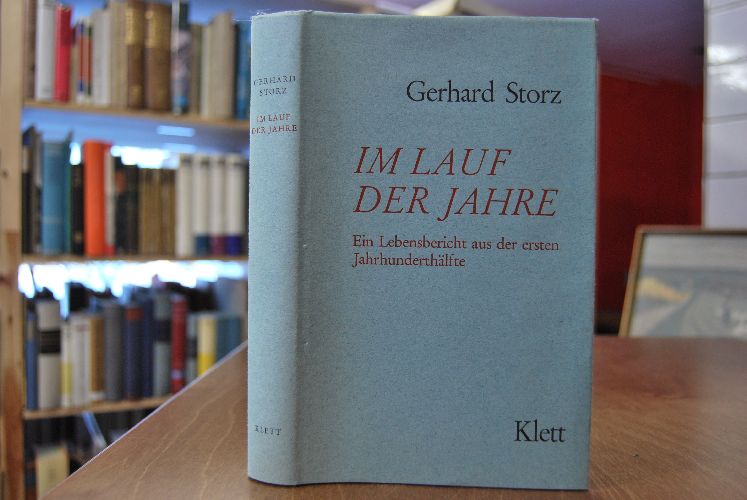 GERHARD
STORZ
IM LAUF
DER JAHRE
KLETT
Gerhard Storz
IM LAUF
DER JAHRE
Ein Lebensbericht aus der ersten
Jahrhunderthälfte
Klett